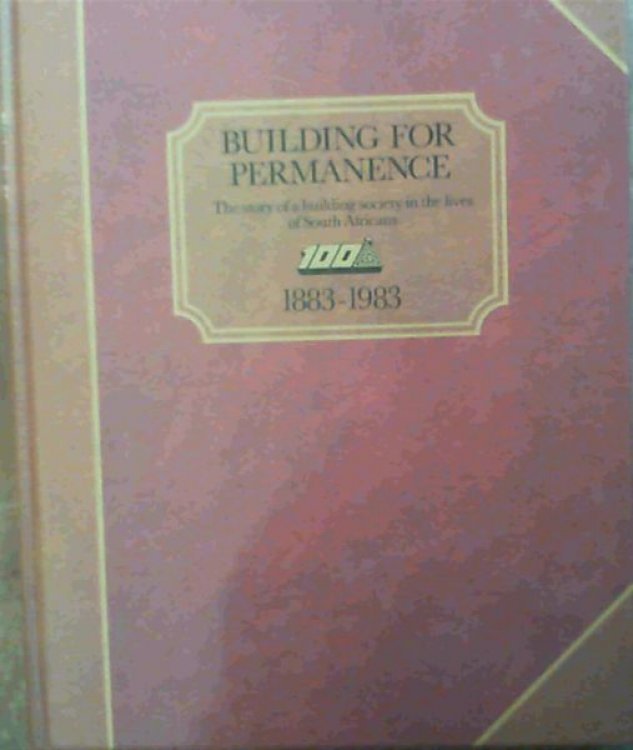 BUILDING FOR
PERMANENCE
The story of a building society in the lives
of South Africans
100
1883-1983